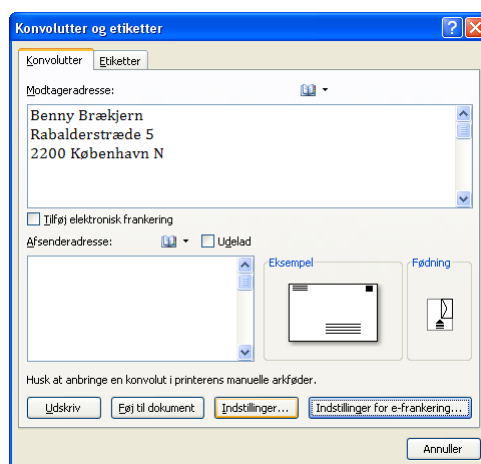 Konvolutter og etiketter
Konvolutter Etiketter
Modtageradresse:
Benny Brækjern
Rabalderstræde 5
2200 København N
Tilføj elektronisk frankering
Afsenderadresse: Udelad
Eksempel Fødning
Husk at anbringe en konvolut i printerens manuelle arkføder.
Udskriv Føj til dokument Indstillinger... Indstillinger for e-frankering...
Annuller